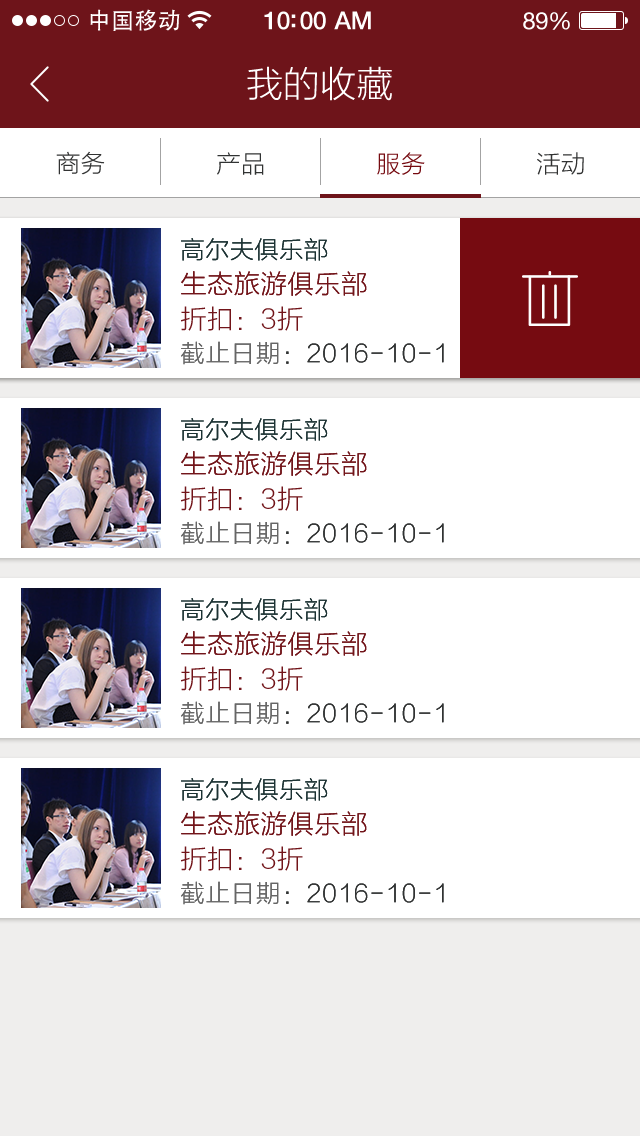 中国移动 10:00 AM 89%
我的收藏
商务 产品 服务 活动
高尔夫俱乐部
生态旅游俱乐部
折扣：3折
截止日期：2016-10-1
高尔夫俱乐部
生态旅游俱乐部
折扣：3折
截止日期：2016-10-1
高尔夫俱乐部
生态旅游俱乐部
折扣：3折
截止日期：2016-10-1
高尔夫俱乐部
生态旅游俱乐部
折扣：3折
截止日期：2016-10-1